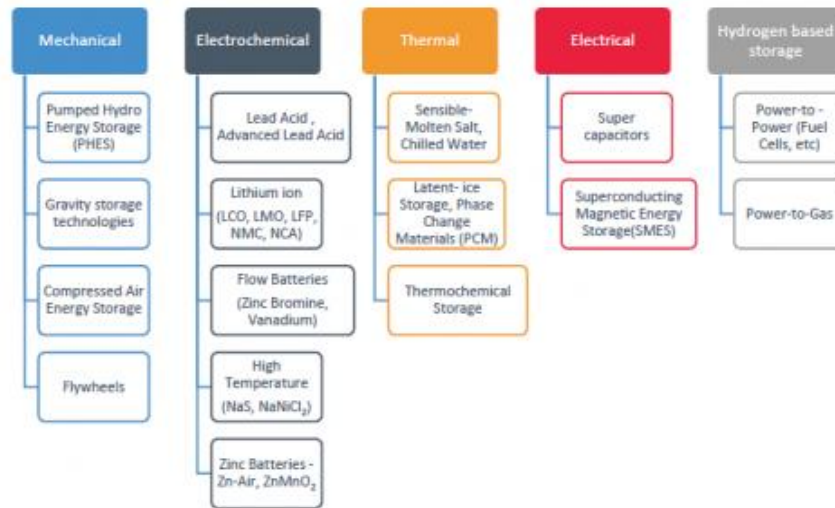 Mechanical
Pumped Hydro
Energy Storage
(PHES)
Gravity storage
technologies
Compressed Air
Energy Storage
Flywheels
Electrochemical
Lead Acid ,
Advanced Lead Acid
Lithium ion
(LCO, LMO, LFP,
NMC, NCA)
Flow Batteries
(Zinc Bromine,
Vanadium)
High
Temperature
(NaS, NaNiCl₂)
Zinc Batteries -
Zn-Air, ZnMnO₂
Thermal
Sensible-
Molten Salt,
Chilled Water
Latent- ice
Storage, Phase
Change
Materials (PCM)
Thermochemical
Storage
Electrical
Super
capacitors
Superconducting
Magnetic Energy
Storage(SMES)
Hydrogen based
storage
Power-to -
Power (Fuel
Cells, etc)
Power-to-Gas